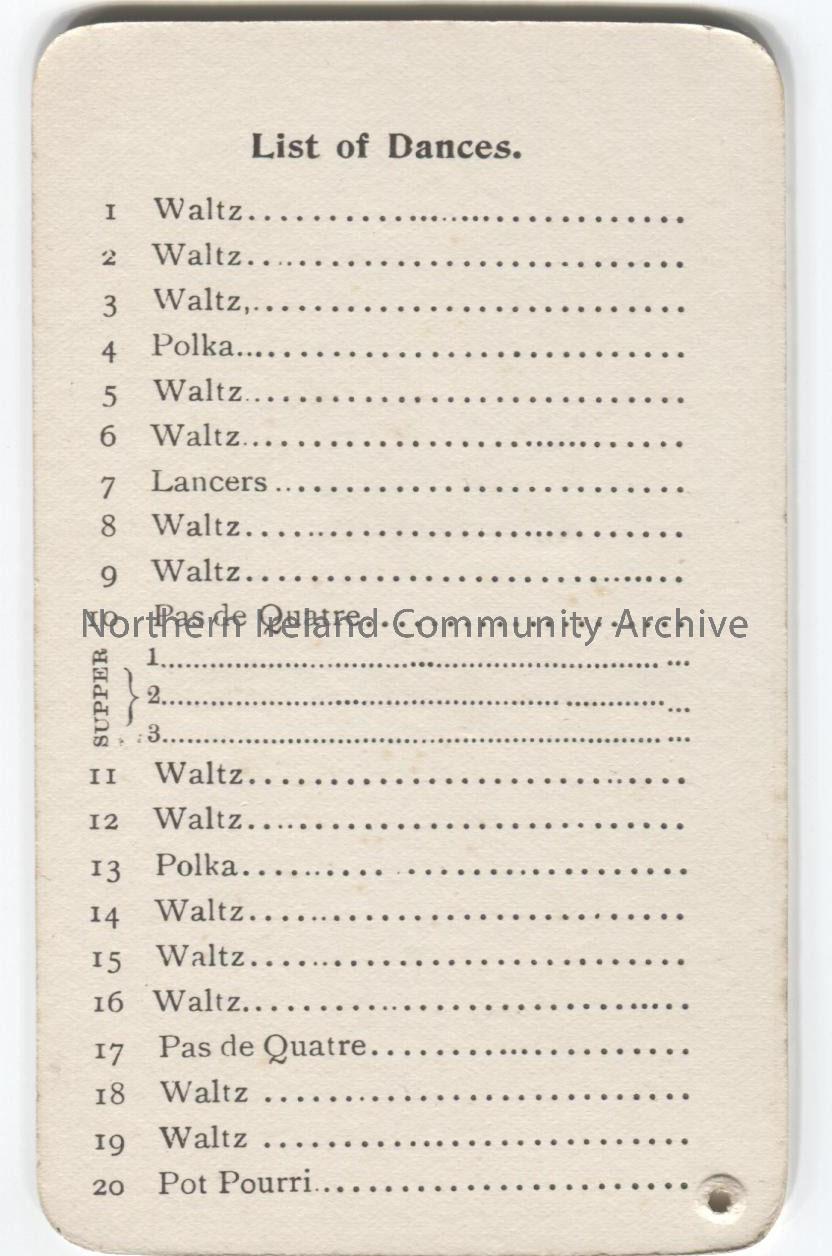 List of Dances.
1 Waltz
2 Waltz
3 Waltz,
4 Polka
5 Waltz
6 Waltz
7 Lancers
8 Waltz
9 Waltz
10 Pas de Quatre
Northern Ireland Community Archive
SUPPER
1
2
3
11 Waltz
12 Waltz
13 Polka
14 Waltz
15 Waltz
16 Waltz
17 Pas de Quatre
18 Waltz
19 Waltz
20 Pot Pourri